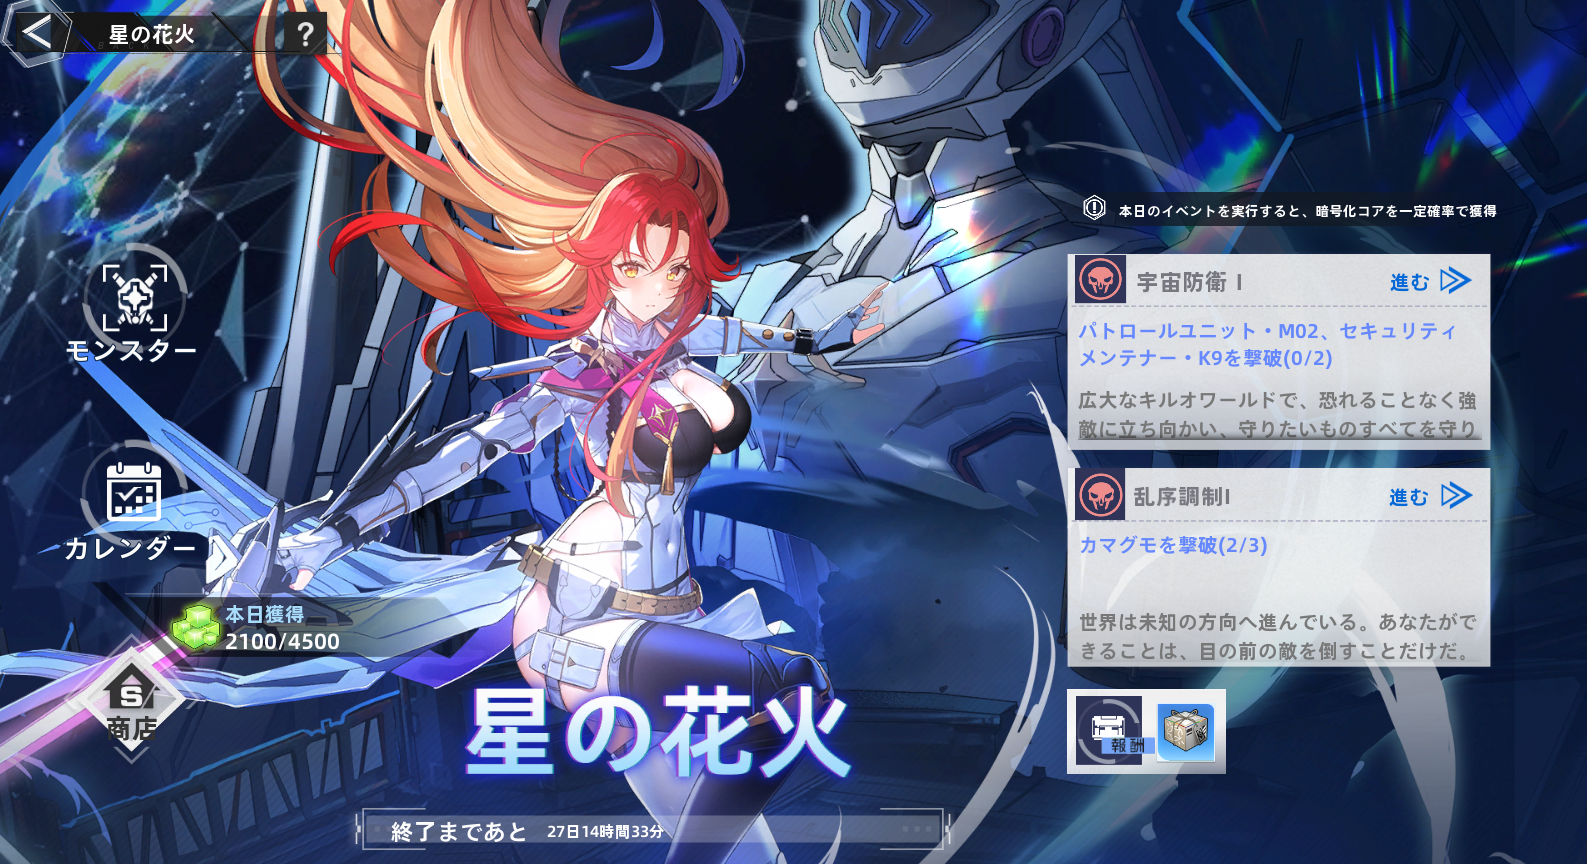 星の花火
?
モンスター
カレンダー
本日獲得
2100/4500
S
商店
星の花火
終了まであと 27日14時間33分
本日のイベントを実行すると、暗号化コアを一定確率で獲得
宇宙防衛 I
進む
パトロールユニット・M02、セキュリティ
メンテナー・K9を撃破(0/2)
広大なキルオワールドで、恐れることなく強
敵に立ち向かい、守りたいものすべてを守り
乱序調制I
進む
カマグモを撃破(2/3)
世界は未知の方向へ進んでいる。あなたがで
きることは、目の前の敵を倒すことだけだ。
報酬